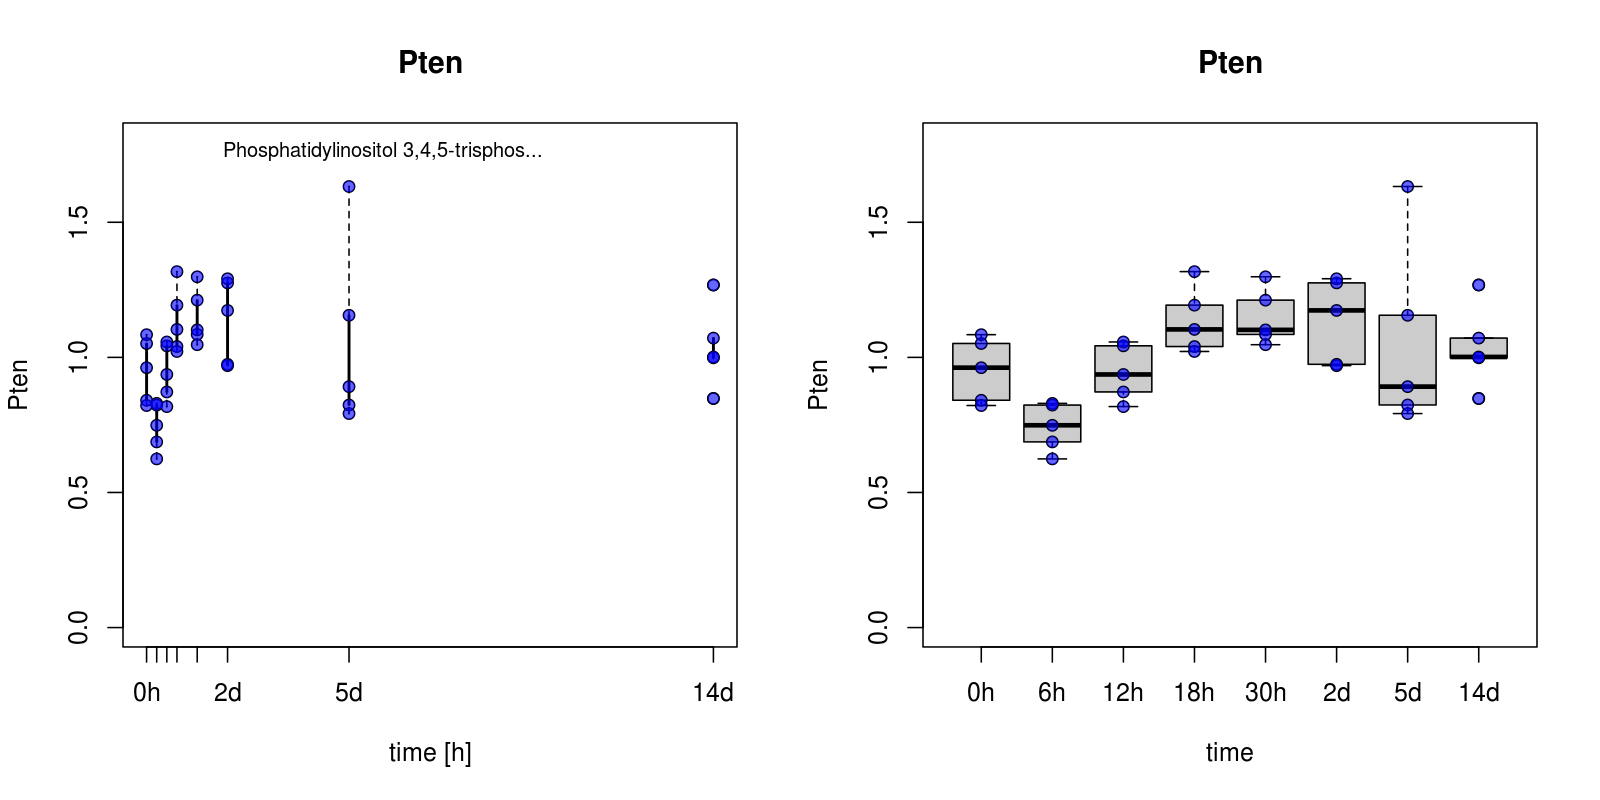 Pten
Phosphatidylinositol 3,4,5-trisphos...
Pten
1.5
1.0
0.5
0.0
0h 2d 5d 14d
time [h]
Pten
Pten
1.5
1.0
0.5
0.0
0h 6h 12h 18h 30h 2d 5d 14d
time